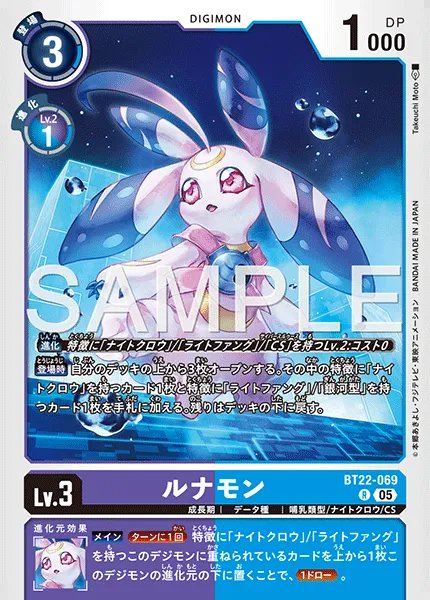 登場
3
DIGIMON
DP
1000
進化
Lv.2
1
Takeuchi Moto
©本郷あきよし・フジテレビ・東映アニメーション BANDAI MADE IN JAPAN
SAMPLE
進化 特徴に「ナイトクロウ」/「ライトファング」/「CS」を持つLv.2:コスト0
登場時 自分のデッキの上から3枚オープンする。その中の特徴に「ナイ
トクロウ」を持つカード1枚と特徴に「ライトファング」/「銀河型」を持
つカード1枚を手札に加える。残りはデッキの下に戻す。
Lv.3
ルナモン
BT22-069
R 05
成長期 データ種 哺乳類型/ナイトクロウ/CS
進化元効果
メイン ターンに1回 特徴に「ナイトクロウ」/「ライトファング」
を持つこのデジモンに重ねられているカードを上から1枚こ
のデジモンの進化元の下に置くことで、1ドロー。